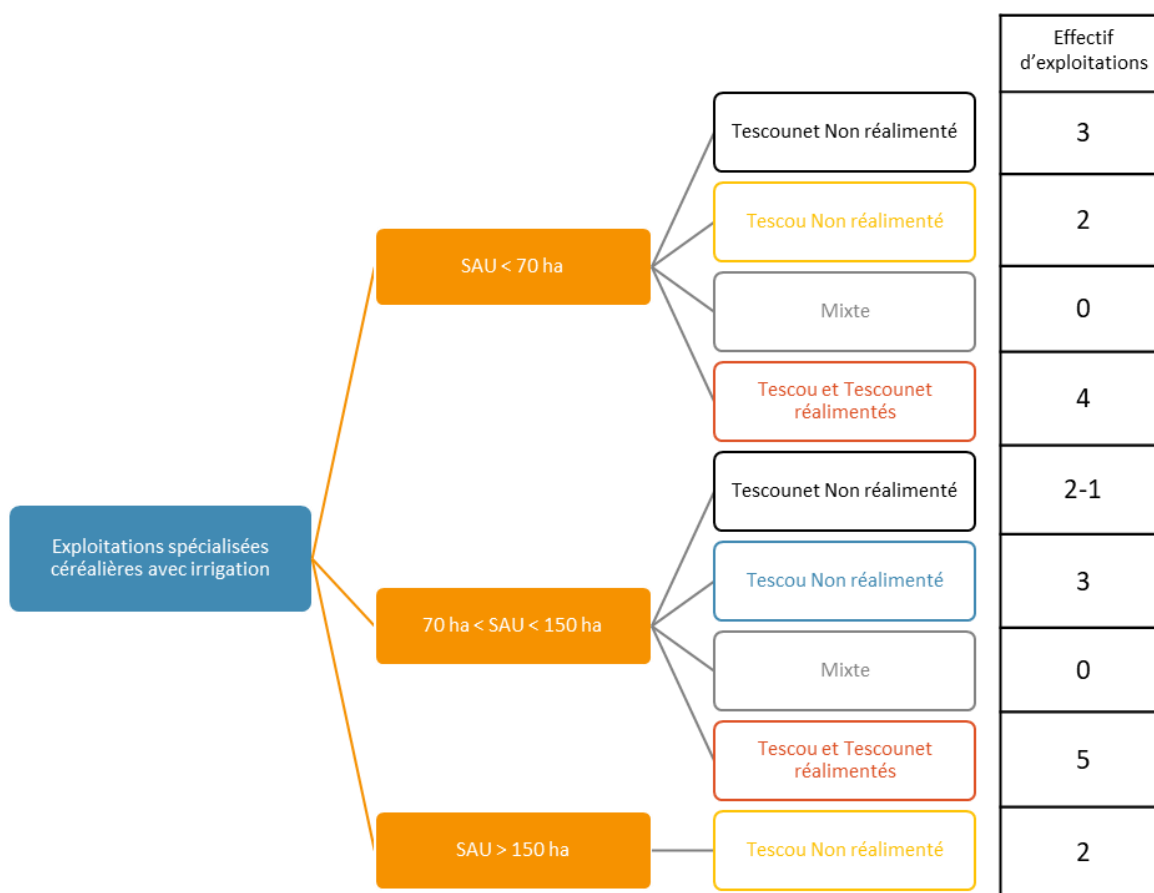 Effectif
d'exploitations
Tescounet Non réalimenté
3
Tescou Non réalimenté
2
SAU < 70 ha
Mixte
0
Tescou et Tescounet
réalimentés
4
Tescounet Non réalimenté
2-1
Exploitations spécialisées
céréalières avec irrigation
Tescou Non réalimenté
3
70 ha < SAU < 150 ha
Mixte
0
Tescou et Tescounet
réalimentés
5
SAU > 150 ha
Tescou Non réalimenté
2